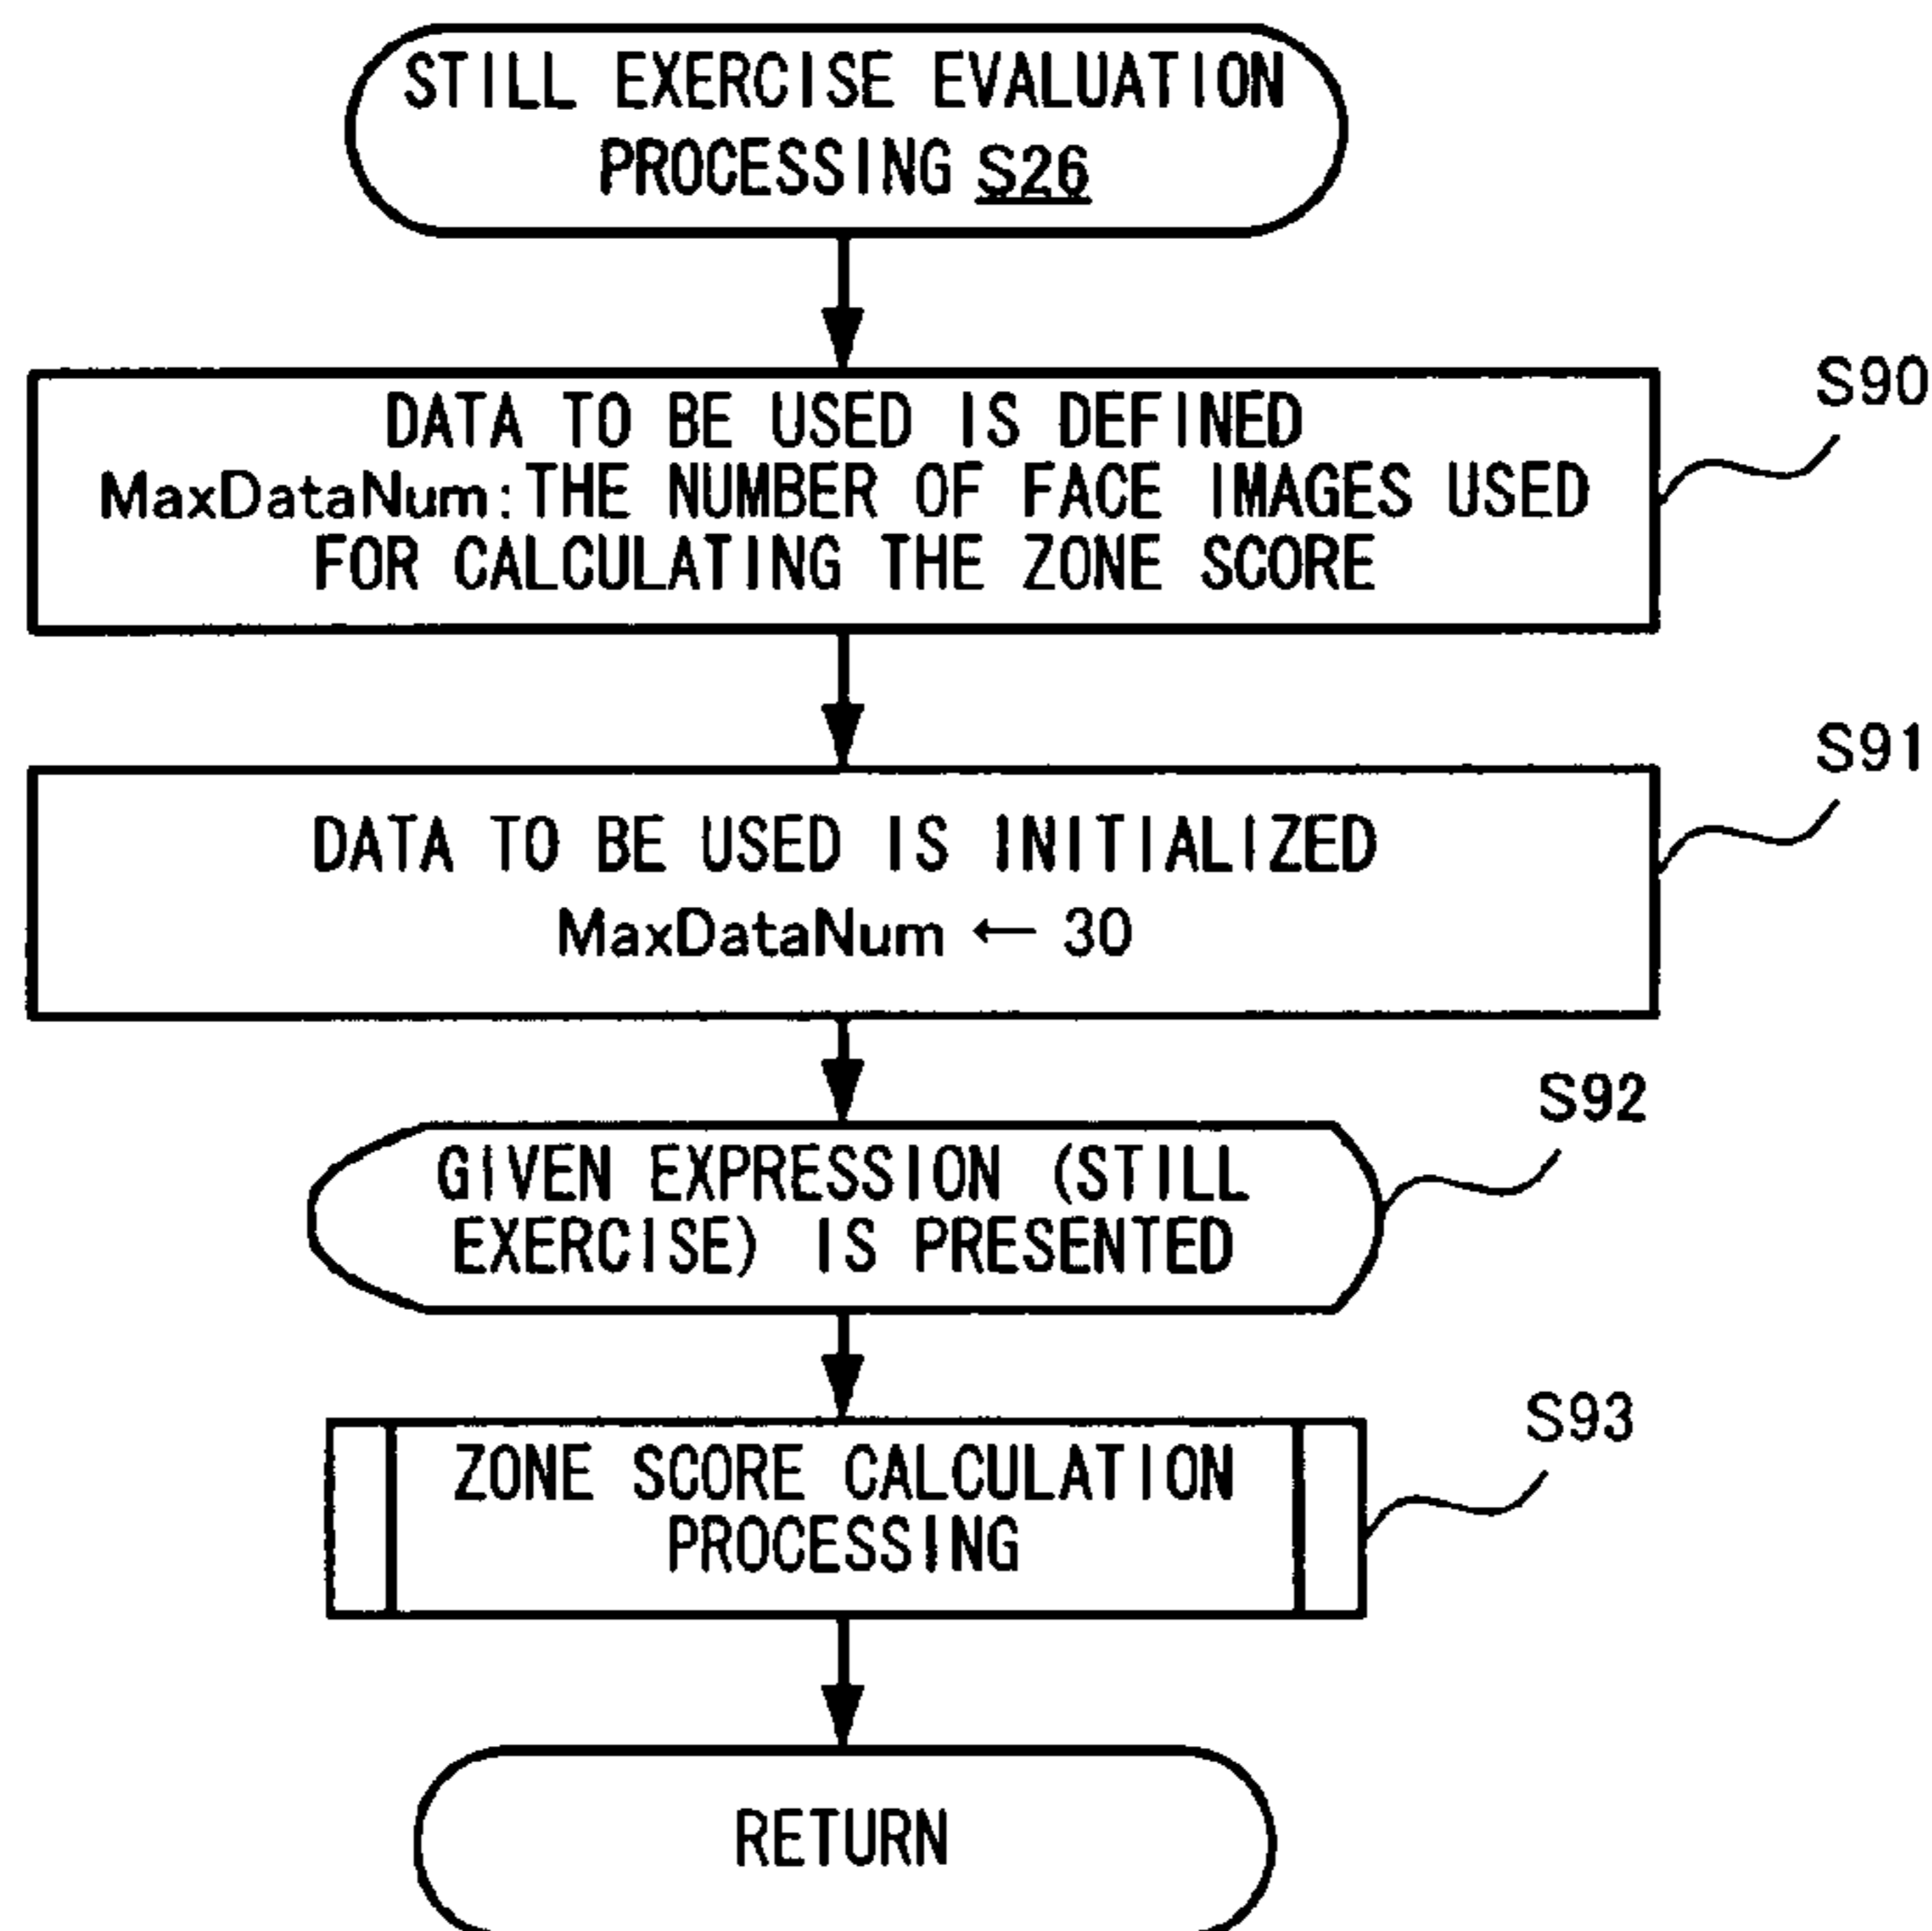 STILL EXERCISE EVALUATION
PROCESSING S26
S90
DATA TO BE USED IS DEFINED
MaxDataNum:THE NUMBER OF FACE IMAGES USED
FOR CALCULATING THE ZONE SCORE
S91
DATA TO BE USED IS INITIALIZED
MaxDataNum ← 30
S92
GIVEN EXPRESSION (STILL
EXERCISE) IS PRESENTED
S93
ZONE SCORE CALCULATION
PROCESSING
RETURN